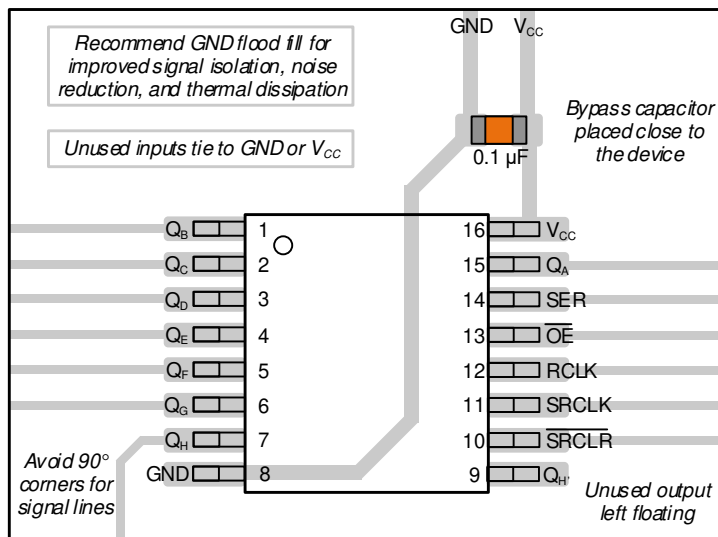 GND V_CC
Recommend GND flood fill for
improved signal isolation, noise
reduction, and thermal dissipation
Unused inputs tie to GND or V_CC
Bypass capacitor
placed close to
the device
0.1 µF
Q_B 1
Q_C 2
Q_D 3
Q_E 4
Q_F 5
Q_G 6
Q_H 7
GND 8
16 V_CC
15 Q_A
14 SER
13 O̅E̅
12 RCLK
11 SRCLK
10 S̅R̅C̅L̅R̅
9 Q_H'
Avoid 90°
corners for
signal lines
Unused output
left floating